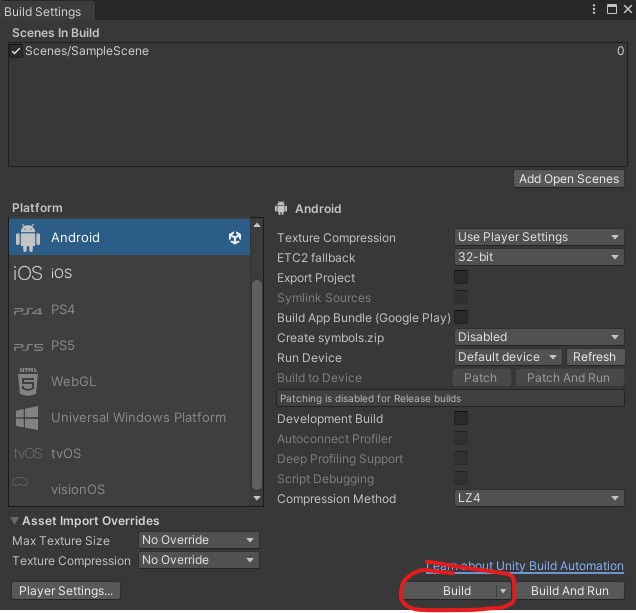 Build Settings
Scenes In Build
Scenes/SampleScene 0
Add Open Scenes
Platform
Android
iOS iOS
PS4 PS4
PS5 PS5
HTML WebGL
Universal Windows Platform
tvOS tvOS
visionOS
Android
Texture Compression Use Player Settings
ETC2 fallback 32-bit
Export Project
Symlink Sources
Build App Bundle (Google Play)
Create symbols.zip Disabled
Run Device Default device Refresh
Build to Device Patch Patch And Run
Patching is disabled for Release builds
Development Build
Autoconnect Profiler
Deep Profiling Support
Script Debugging
Compression Method LZ4
Asset Import Overrides
Max Texture Size No Override
Texture Compression No Override
Learn about Unity Build Automation
Player Settings... Build Build And Run